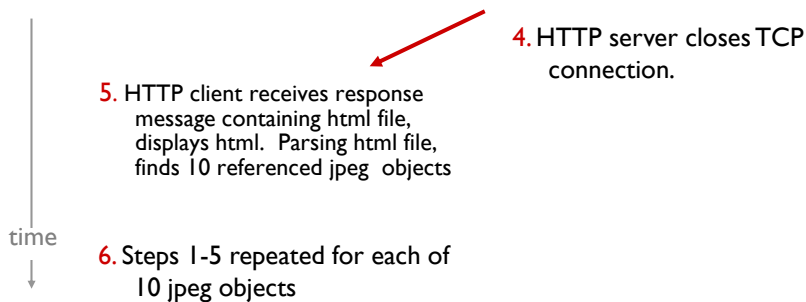 4. HTTP server closes TCP
connection.
5. HTTP client receives response
message containing html file,
displays html. Parsing html file,
finds 10 referenced jpeg objects
time
6. Steps 1-5 repeated for each of
10 jpeg objects